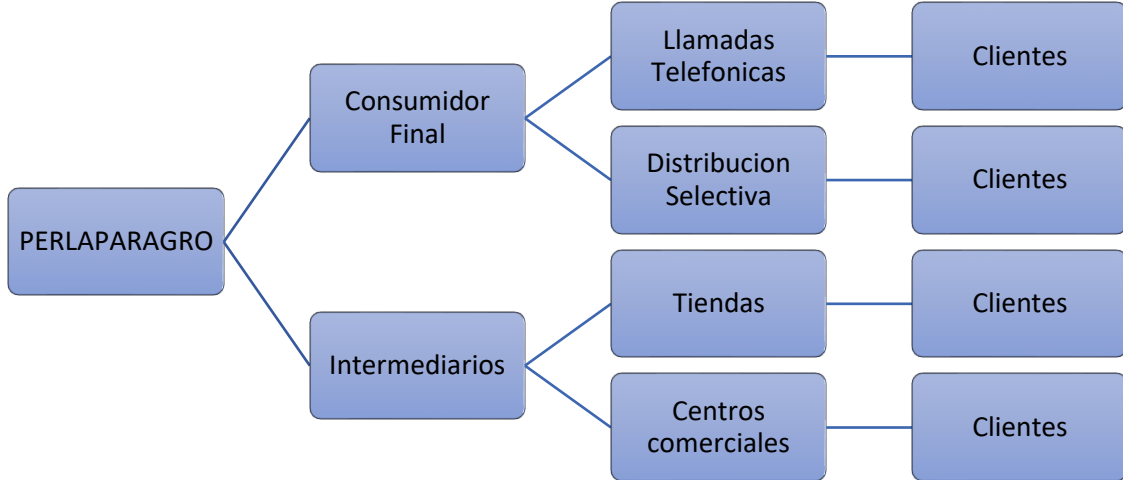 PERLAPARAGRO
Consumidor
Final
Llamadas
Telefonicas
Clientes
Distribucion
Selectiva
Clientes
Intermediarios
Tiendas
Clientes
Centros
comerciales
Clientes